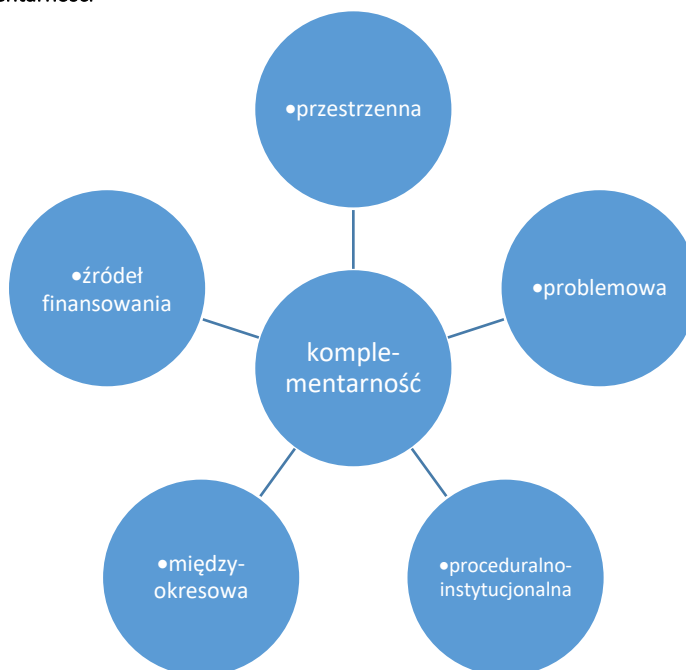 •przestrzenna
•źródeł
finansowania
•problemowa
komple-
mentarność
•między-
okresowa
•proceduralno-
instytucjonalna